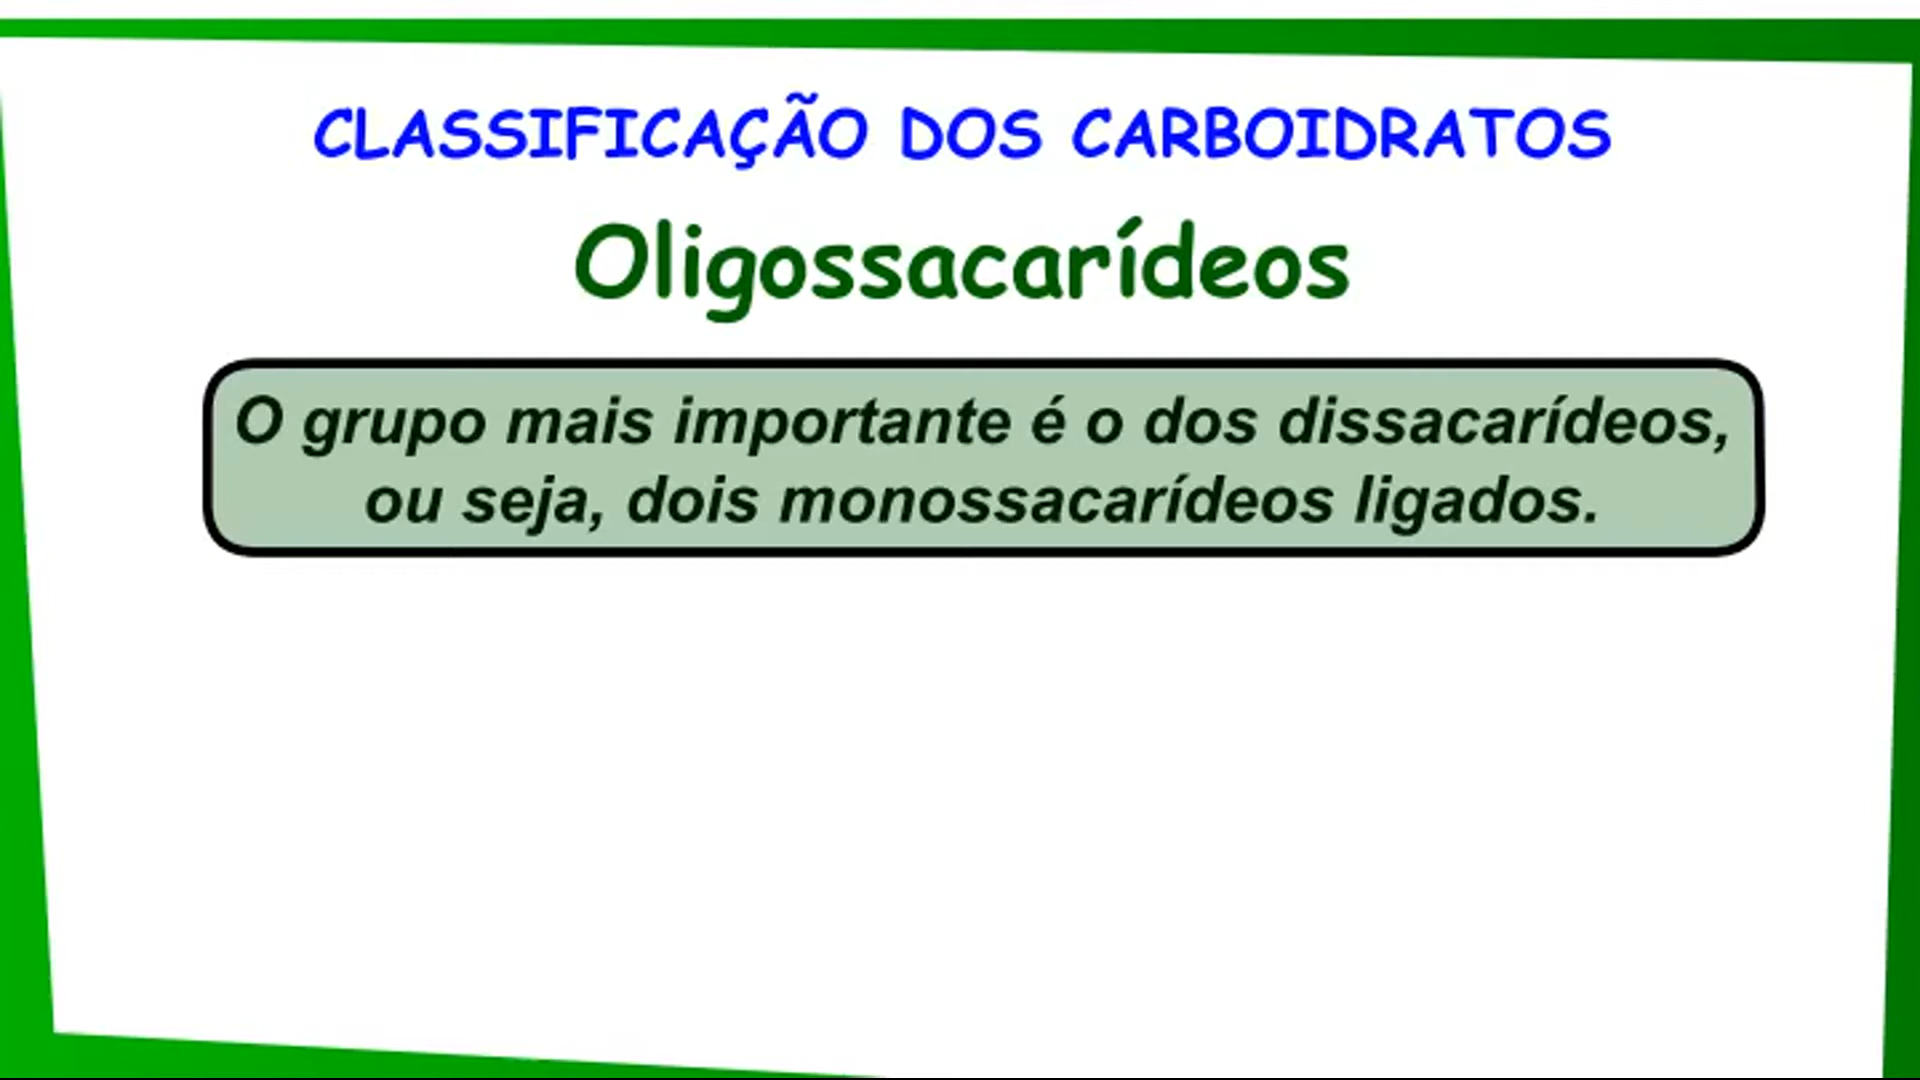 CLASSIFICAÇÃO DOS CARBOIDRATOS
Oligossacarídeos
O grupo mais importante é o dos dissacarídeos,
ou seja, dois monossacarídeos ligados.